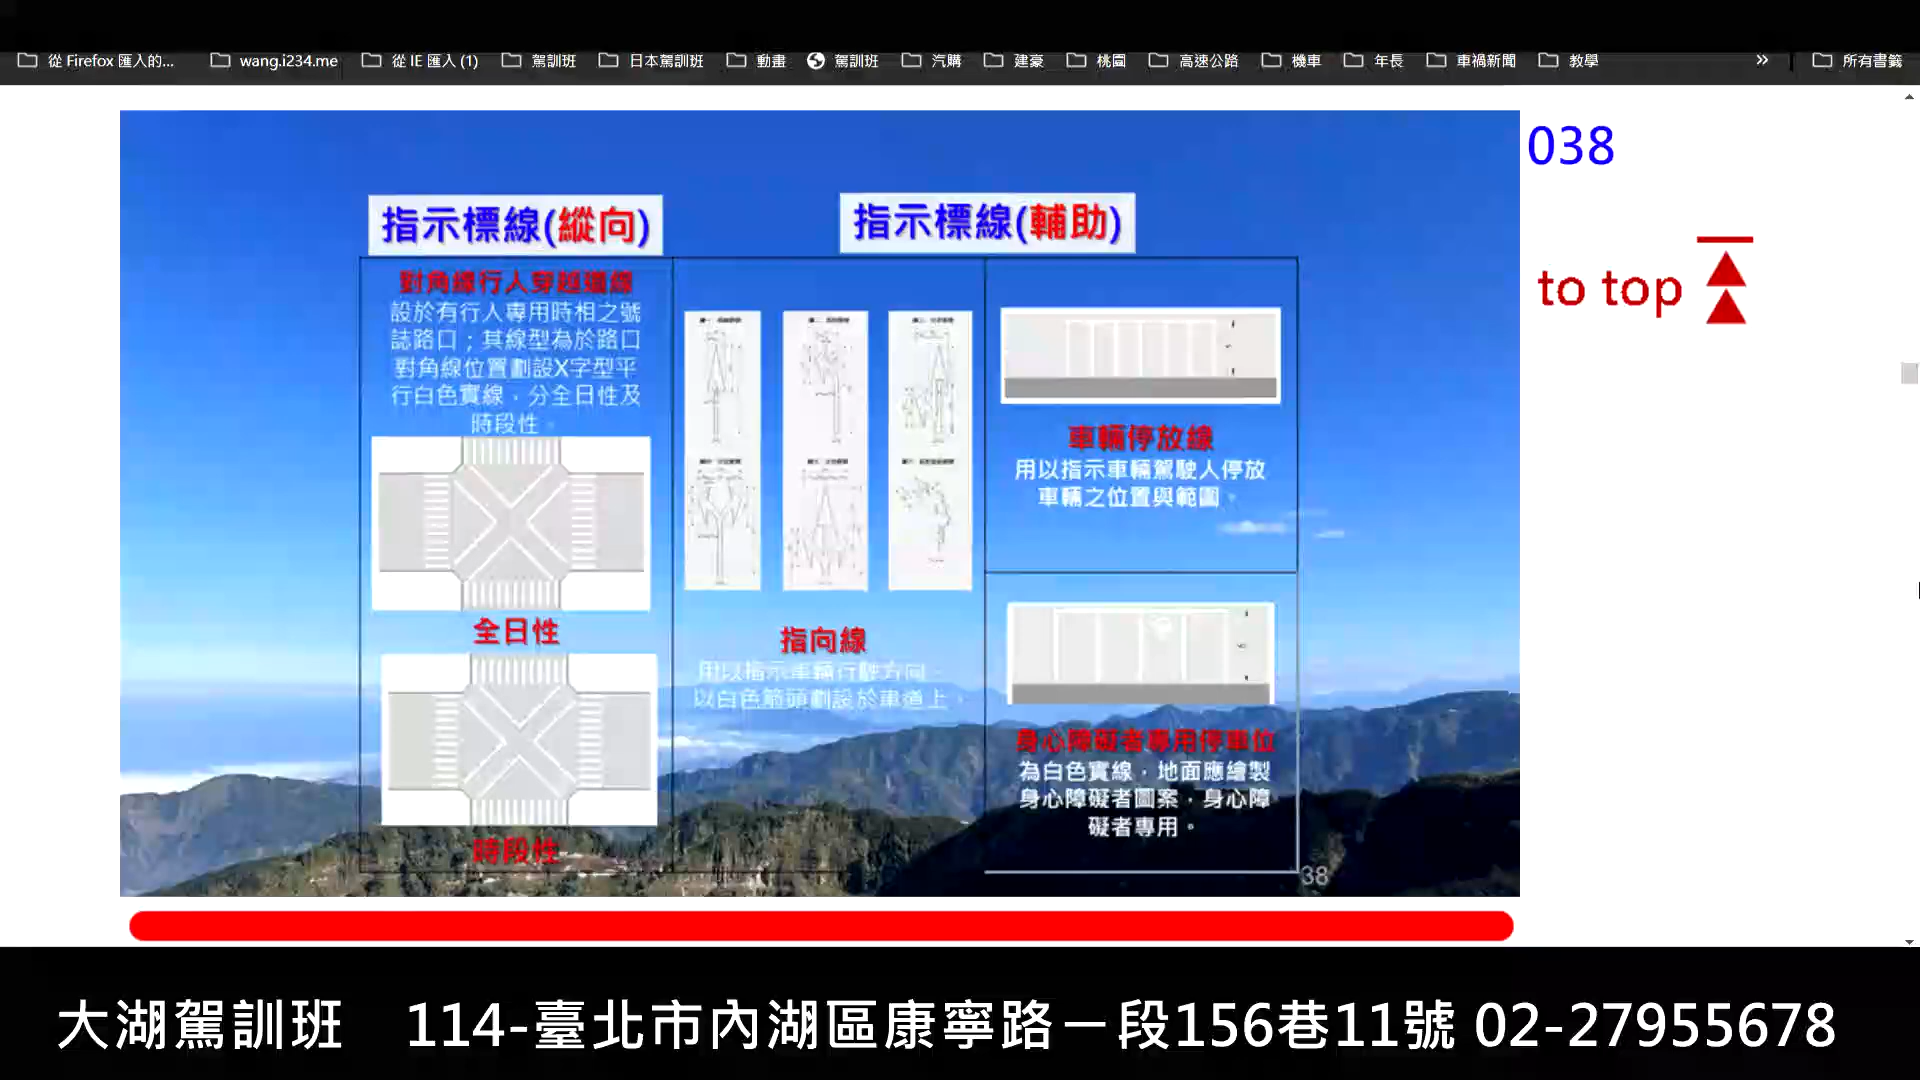 從 Firefox 匯入的... wang.i234.me 從 IE 匯入 (1) 駕訓班 日本駕訓班 動畫 駕訓班 汽購 建豪 桃園 高速公路 機車 年長 車禍新聞 教學 » 所有書籤
038
to top
指示標線(縱向)
對角線行人穿越道線
設於有行人專用時相之號
誌路口；其線型為於路口
對角線位置劃設X字型平
行白色實線，分全日性及
時段性。
全日性
時段性
指示標線(輔助)
指向線
用以指示車輛行駛方向。
以白色箭頭劃設於車道上。
車輛停放線
用以指示車輛駕駛人停放
車輛之位置與範圍。
身心障礙者專用停車位
為白色實線，地面應繪製
身心障礙者圖案，身心障
礙者專用。
38
大湖駕訓班 114-臺北市內湖區康寧路一段156巷11號 02-27955678